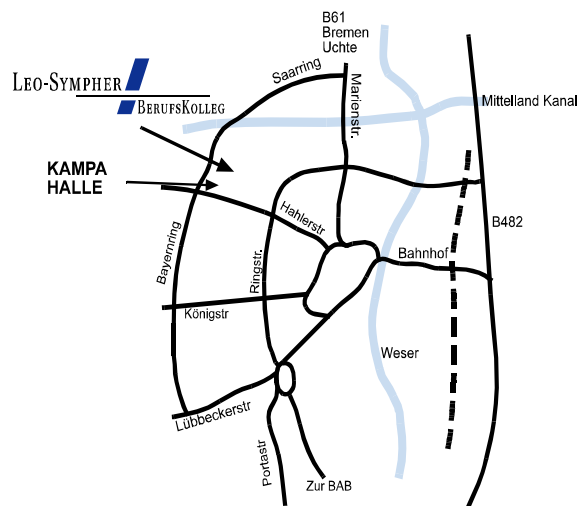 B61
Bremen
Uchte
Saarring
LEO-SYMPHER
BERUFSKOLLEG
Marienstr.
Mittelland Kanal
KAMPA
HALLE
Hahlerstr
B482
Bayernring
Ringstr.
Bahnhof
Königstr
Weser
Lübbeckerstr
Portastr
Zur BAB